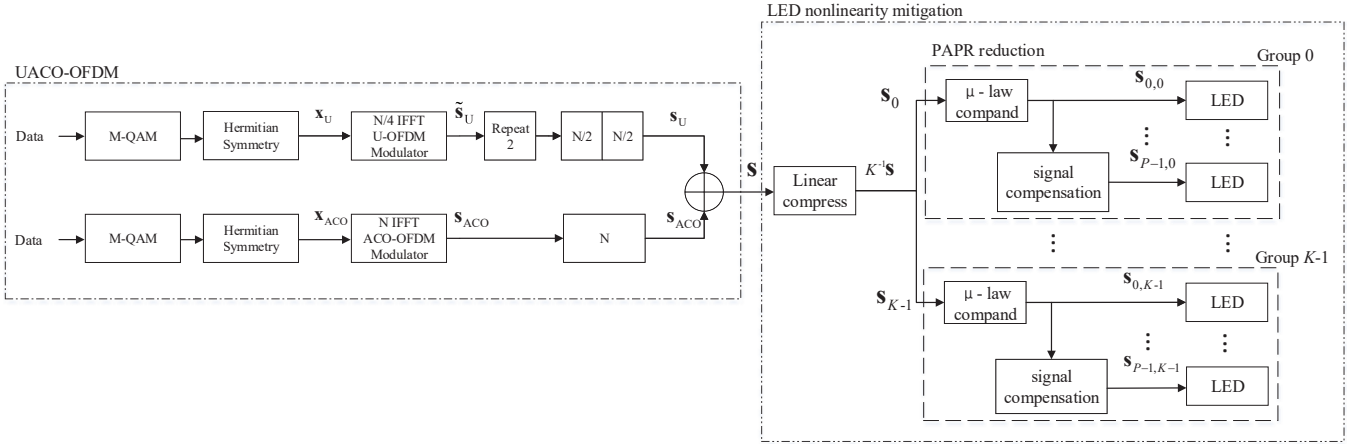 LED nonlinearity mitigation
UACO-OFDM
Data
M-QAM
Hermitian
Symmetry
x_U
N/4 IFFT
U-OFDM
Modulator
s̃_U
Repeat
2
N/2
N/2
s_U
Data
M-QAM
Hermitian
Symmetry
x_ACO
N IFFT
ACO-OFDM
Modulator
s_ACO
N
s_ACO
s
Linear
compress
K⁻¹s
PAPR reduction
Group 0
s_0
μ - law
compand
s_0,0
LED
...
...
signal
compensation
s_P−1,0
LED
...
...
Group K-1
s_K-1
μ - law
compand
s_0,K-1
LED
...
...
signal
compensation
s_P−1,K−1
LED